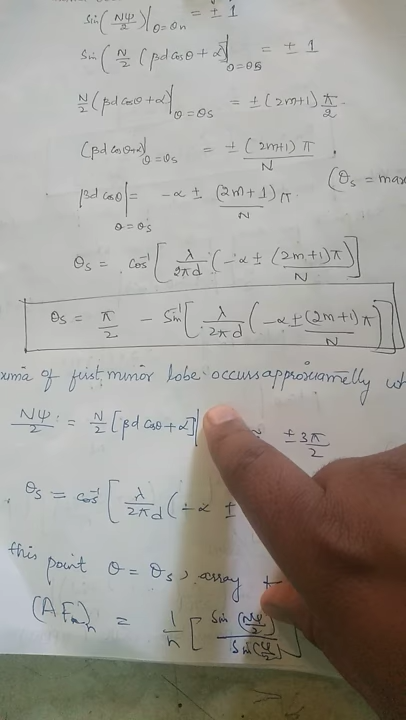 Sin(Nψ/2)|θ=θn = ± 1
Sin(N/2 (βd cosθ + α)|θ=θs = ± 1
N/2 (βd cosθ + α)|θ=θs = ± (2m+1) π/2
(βd cosθ+α)|θ=θs = ± (2m+1) π/N
(θs = max
βd cosθ|θ=θs = -α ± (2m+1)/N π
θs = cos⁻¹[λ/2πd (-α ± (2m+1)π/N)]
θs = π/2 - Sin⁻¹[λ/2πd (-α ± (2m+1)π/N)]
xima of first minor lobe occurs approximately
Nψ/2 = N/2 [βd cosθ + α]| ± 3π/2
θs = cos⁻¹[λ/2πd (-α ±
this point θ = θs, array
(AF)n = 1/n [Sin(Nψ/2)/Sin(ψ/2)]